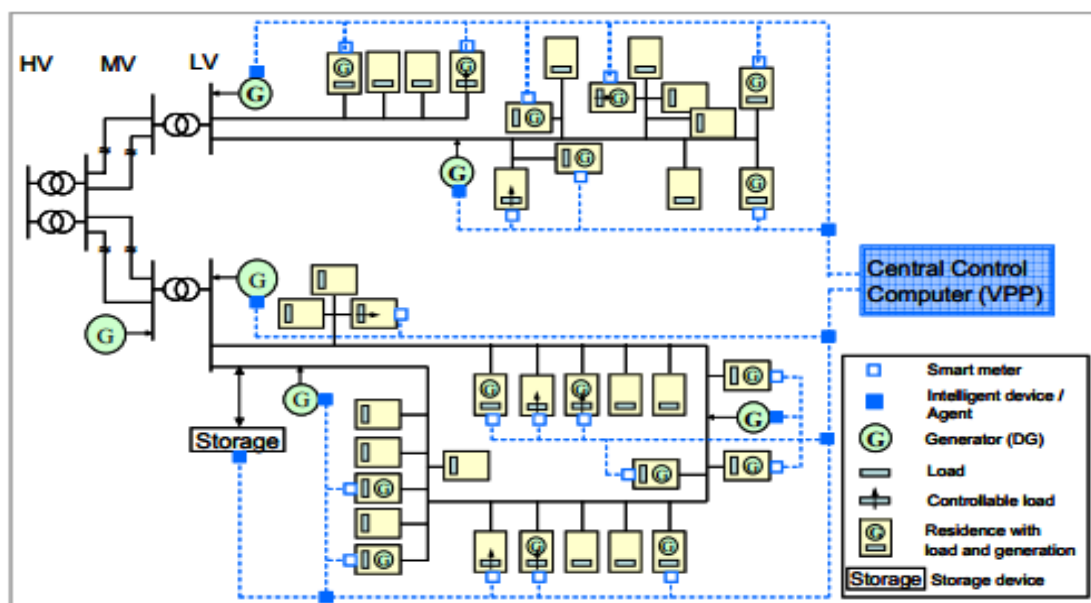 HV
MV
LV
G
G
G
G
G
G
G
G
G
G
G
G
G
G
Storage
G
G
G
G
G
G
G
G
G
G
G
Central Control
Computer (VPP)
Smart meter
Intelligent device /
Agent
G
Generator (DG)
Load
Controllable load
G
Residence with
load and generation
Storage
Storage device